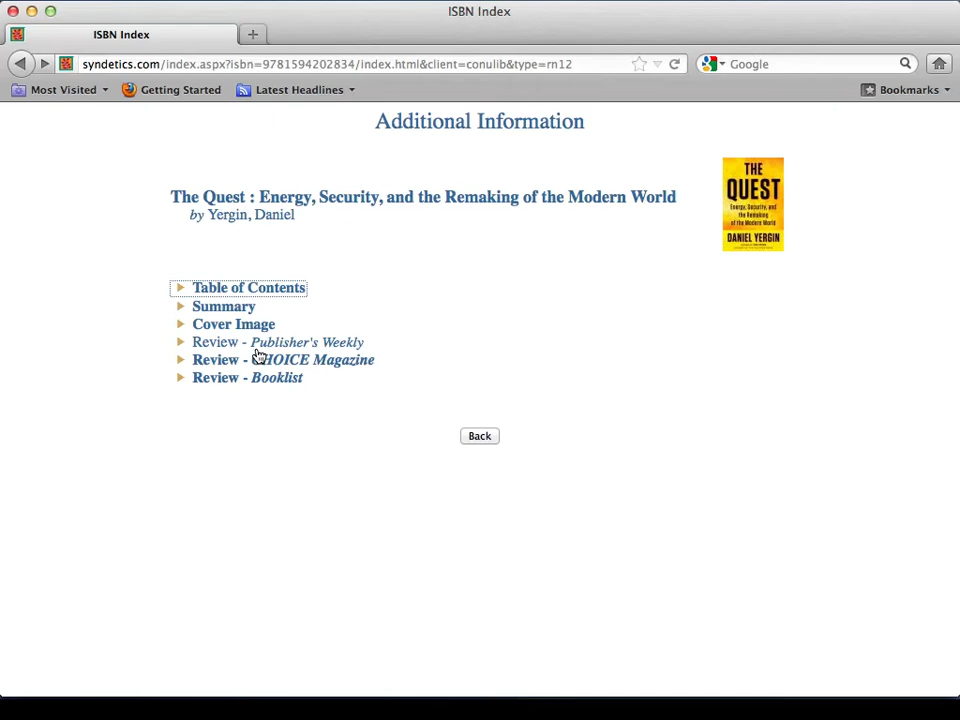 ISBN Index
ISBN Index
syndetics.com/index.aspx?isbn=9781594202834/index.html&client=conulib&type=rn12
Google
Most Visited
Getting Started
Latest Headlines
Bookmarks
Additional Information
The Quest : Energy, Security, and the Remaking of the Modern World
by Yergin, Daniel
THE
QUEST
Energy, Security, and
the Remaking
of the Modern World
DANIEL YERGIN
Table of Contents
Summary
Cover Image
Review - Publisher's Weekly
Review - CHOICE Magazine
Review - Booklist
Back